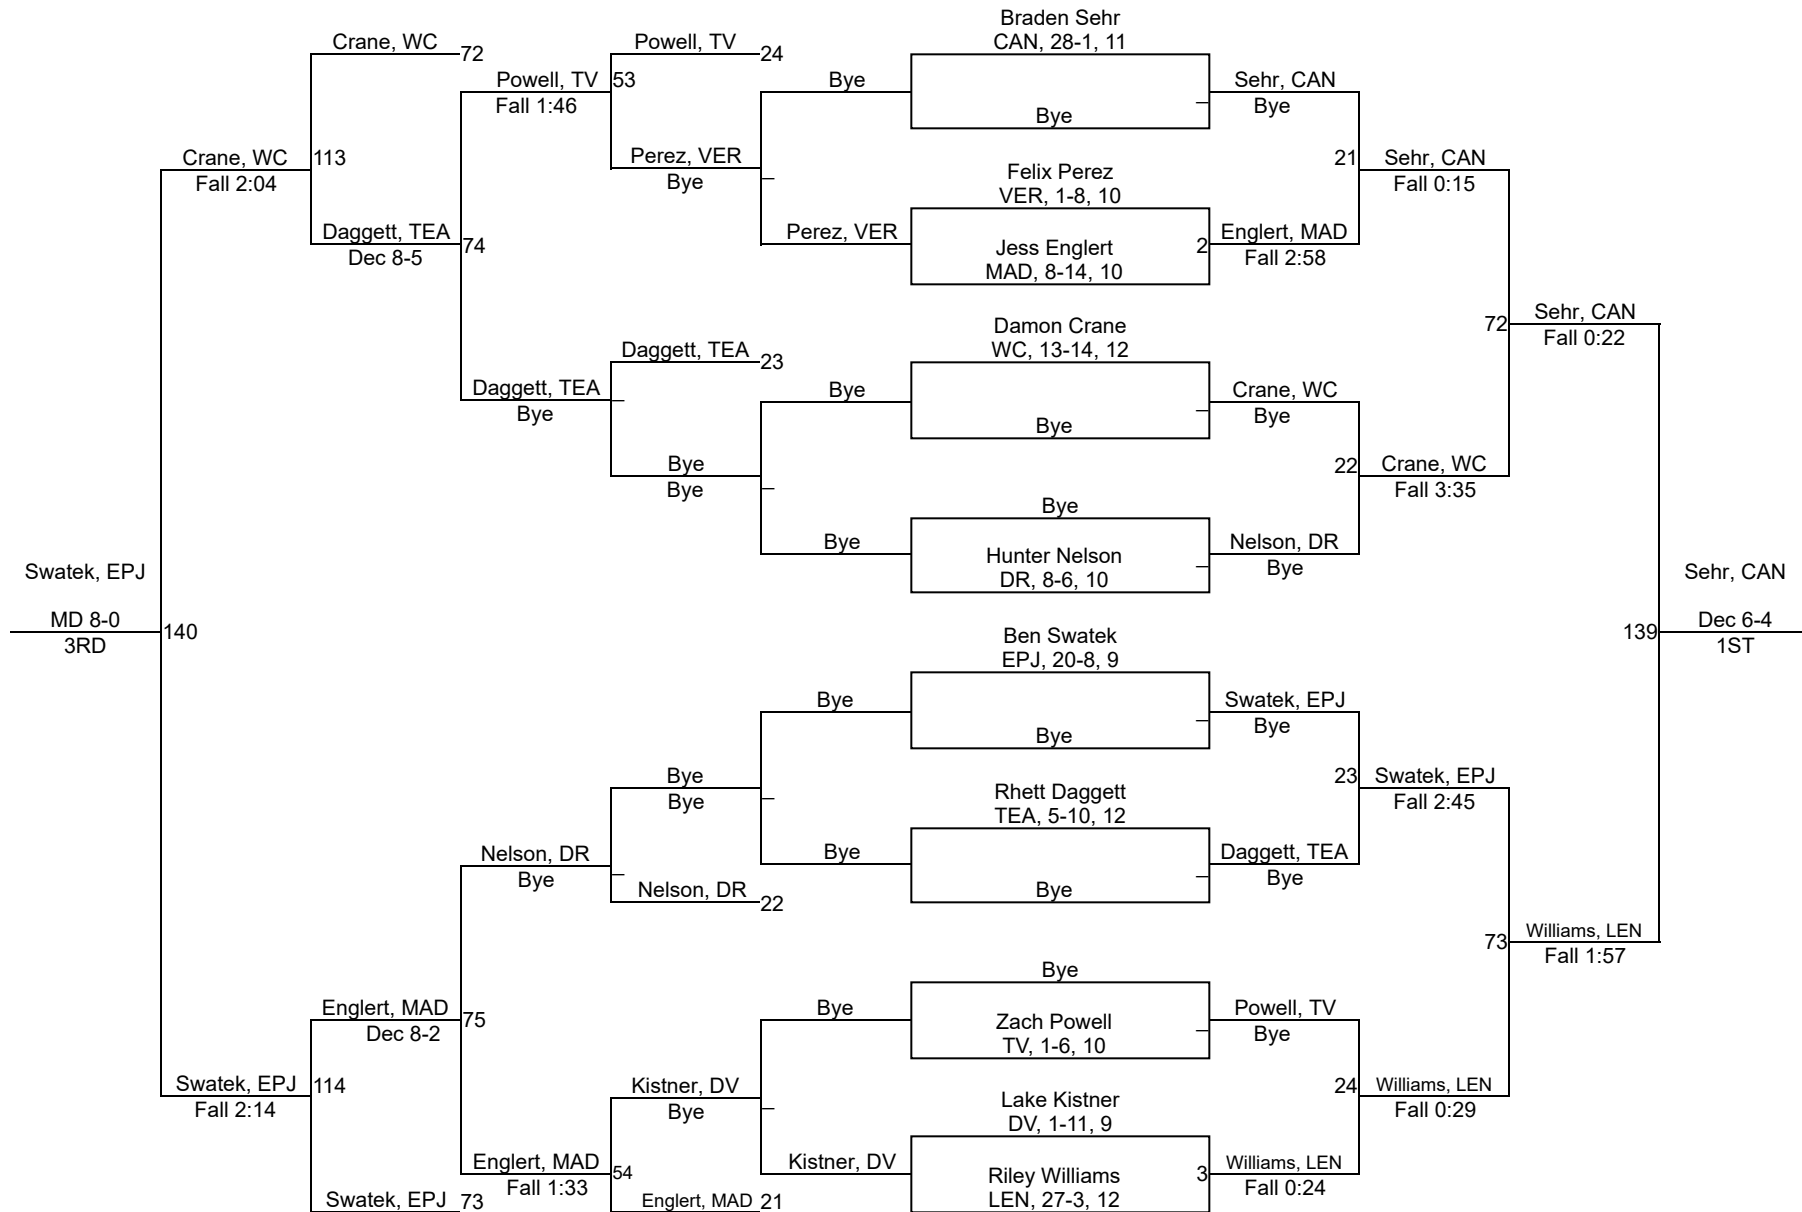 Braden Sehr
Crane, WC
72
Powell, TV
24
CAN, 28-1, 11
Powell, TV
53
Bye
Sehr, CAN
Fall 1:46
Bye
Bye
Crane, WC
113
Perez, VER
21
Sehr, CAN
Fall 2:04
Bye
Felix Perez
Fall 0:15
VER, 1-8, 10
Daggett, TEA
74
Perez, VER
Jess Englert
2
Englert, MAD
Dec 8-5
MAD, 8-14, 10
Fall 2:58
Damon Crane
72
Sehr, CAN
Daggett, TEA
23
WC, 13-14, 12
Fall 0:22
Daggett, TEA
Bye
Crane, WC
Bye
Bye
Bye
Bye
22
Crane, WC
Bye
Fall 3:35
Bye
Bye
Hunter Nelson
Nelson, DR
Swatek, EPJ
DR, 8-6, 10
Bye
Sehr, CAN
MD 8-0
140
Ben Swatek
139
Dec 6-4
3RD
EPJ, 20-8, 9
1ST
Bye
Swatek, EPJ
Bye
Bye
Bye
23
Swatek, EPJ
Bye
Rhett Daggett
Fall 2:45
TEA, 5-10, 12
Nelson, DR
Bye
Daggett, TEA
Bye
Bye
Bye
Nelson, DR
22
73
Williams, LEN
Bye
Fall 1:57
Englert, MAD
75
Bye
Zach Powell
Powell, TV
Dec 8-2
TV, 1-6, 10
Bye
Swatek, EPJ
114
Kistner, DV
24
Williams, LEN
Fall 2:14
Bye
Lake Kistner
Fall 0:29
DV, 1-11, 9
Englert, MAD
54
Kistner, DV
Riley Williams
3
Williams, LEN
Fall 1:33
LEN, 27-3, 12
Fall 0:24
Swatek, EPJ
73
Englert, MAD
21